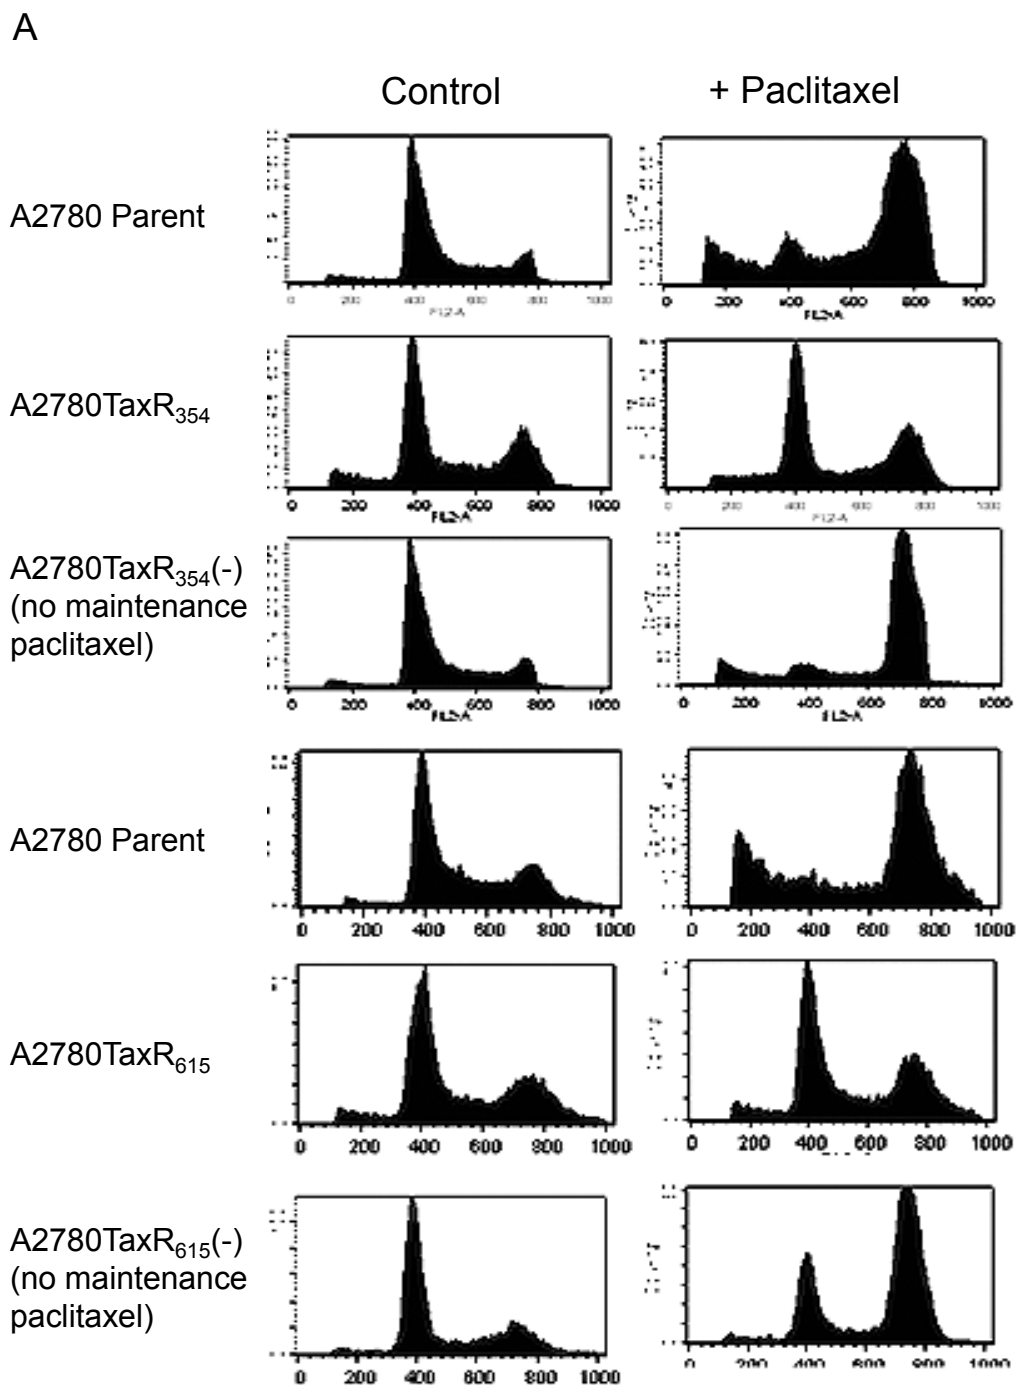 A
Control + Paclitaxel
A2780 Parent
0 200 400 600 800 1000
FL2-A
0 200 400 600 800 1000
FL2-A
A2780TaxR354
0 200 400 600 800 1000
FL2-A
0 200 400 600 800 1000
FL2-A
A2780TaxR354(-)
(no maintenance
paclitaxel)
0 200 400 600 800 1000
FL2-A
0 200 400 600 800 1000
FL2-A
A2780 Parent
0 200 400 600 800 1000
0 200 400 600 800 1000
A2780TaxR615
0 200 400 600 800 1000
0 200 400 600 800 1000
A2780TaxR615(-)
(no maintenance
paclitaxel)
0 200 400 600 800 1000
0 200 400 600 800 1000